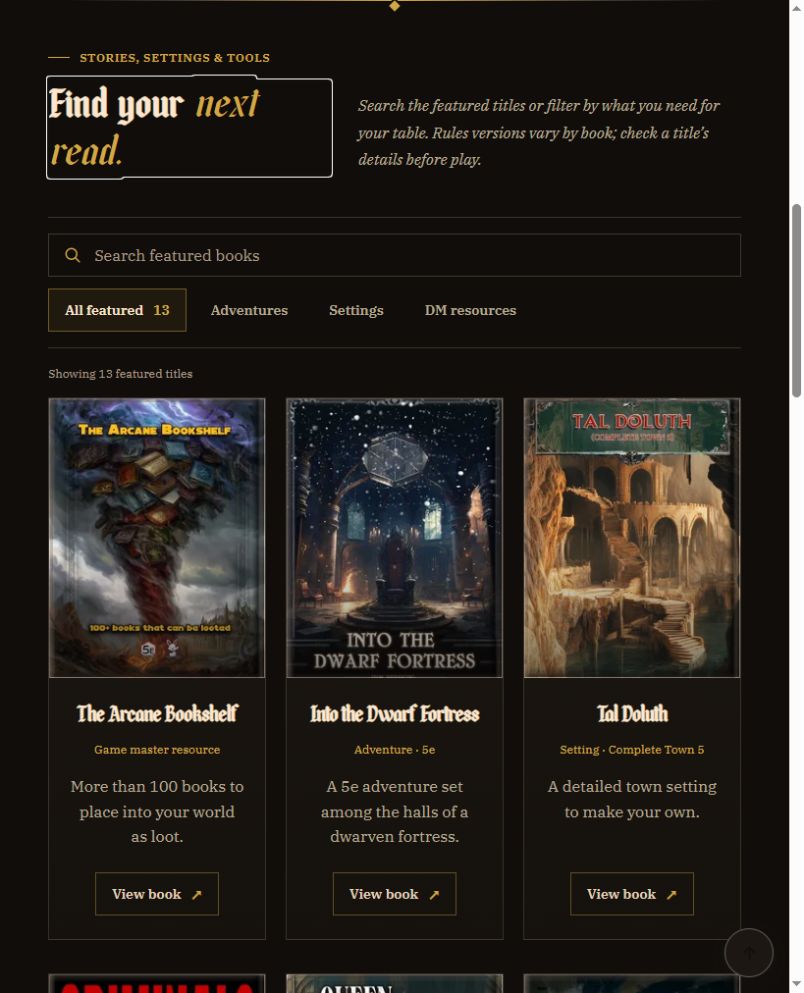 STORIES, SETTINGS & TOOLS
Find your next
read.
Search the featured titles or filter by what you need for
your table. Rules versions vary by book; check a title's
details before play.
Search featured books
All featured 13 Adventures Settings DM resources
Showing 13 featured titles
THE ARCANE BOOKSHELF
100+ books that can be looted
5E
INTO THE
DWARF FORTRESS
TAL DOLUTH
(COMPLETE TOWN 5)
The Arcane Bookshelf
Game master resource
More than 100 books to
place into your world
as loot.
View book ↗
Into the Dwarf Fortress
Adventure · 5e
A 5e adventure set
among the halls of a
dwarven fortress.
View book ↗
Tal Doluth
Setting · Complete Town 5
A detailed town setting
to make your own.
View book ↗
QUEEN